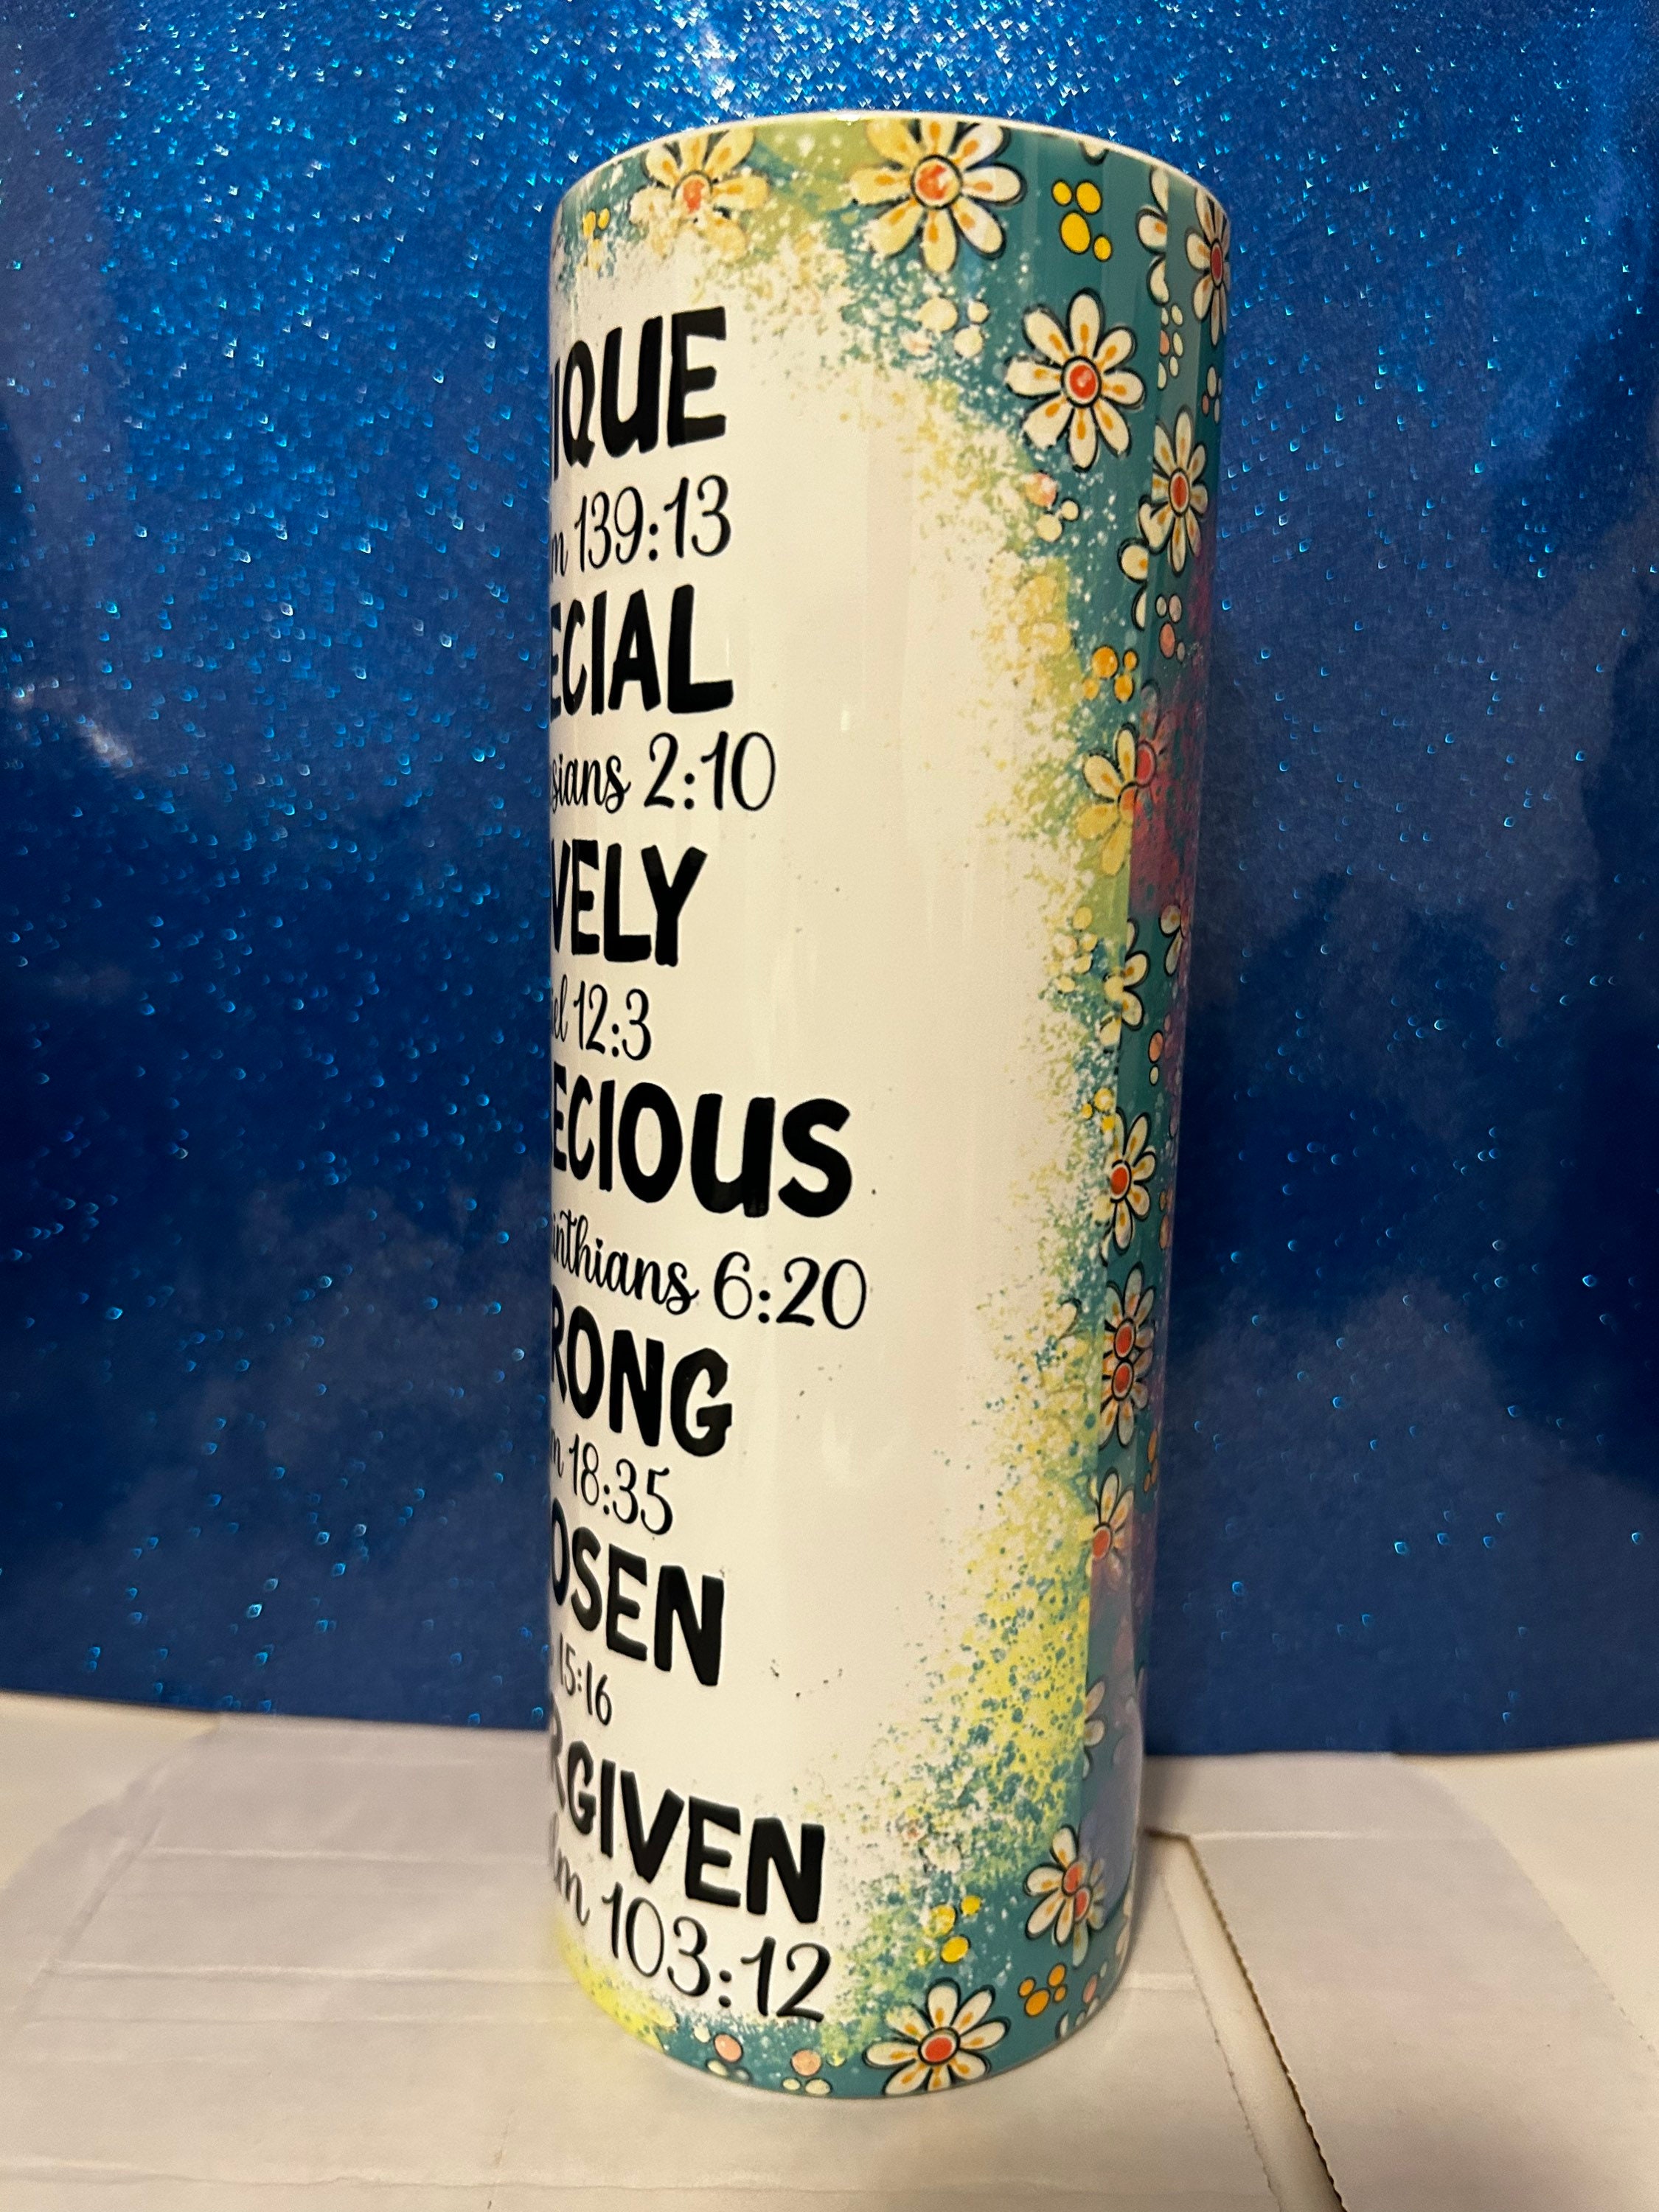 IQUE
m 139:13
ECIAL
sians 2:10
VELY
el 12:3
ECIOUS
inthians 6:20
RONG
m 18:35
OSEN
15:16
RGIVEN
lm 103:12